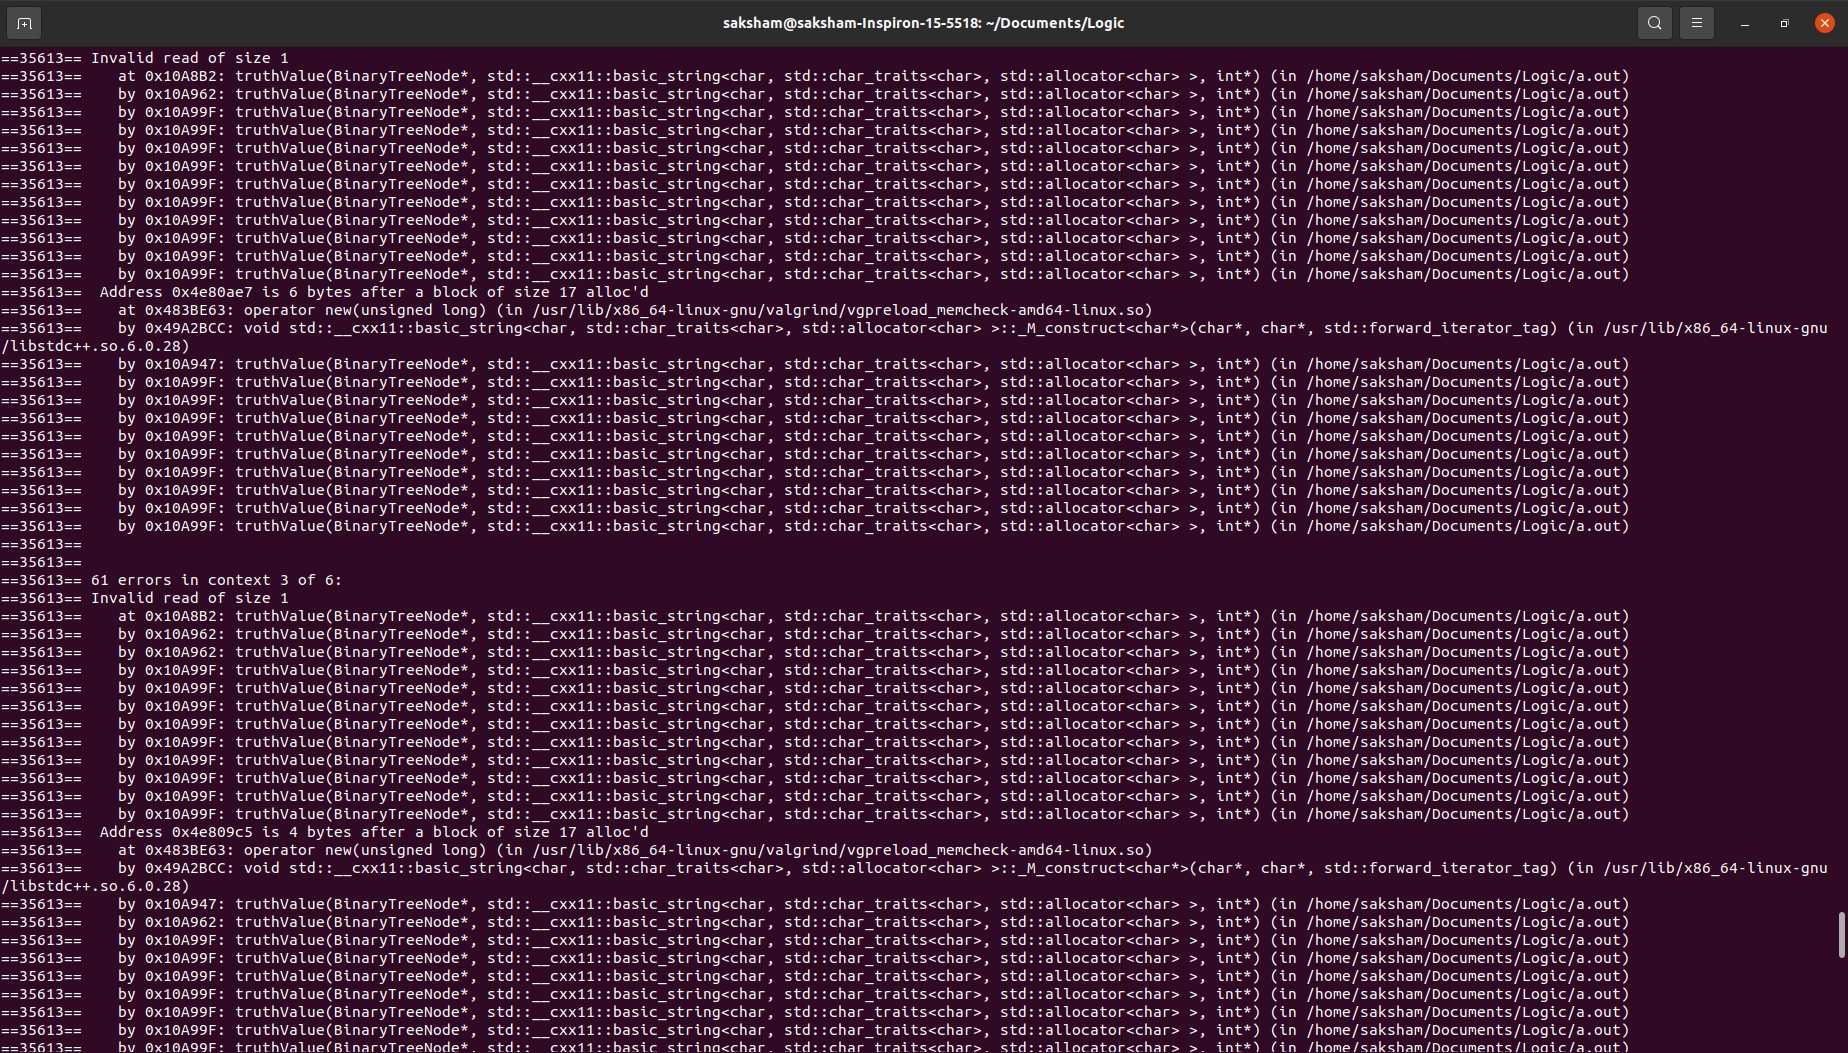 saksham@saksham-Inspiron-15-5518: ~/Documents/Logic
==35613== Invalid read of size 1
==35613==    at 0x10A8B2: truthValue(BinaryTreeNode*, std::__cxx11::basic_string<char, std::char_traits<char>, std::allocator<char> >, int*) (in /home/saksham/Documents/Logic/a.out)
==35613==    by 0x10A962: truthValue(BinaryTreeNode*, std::__cxx11::basic_string<char, std::char_traits<char>, std::allocator<char> >, int*) (in /home/saksham/Documents/Logic/a.out)
==35613==    by 0x10A99F: truthValue(BinaryTreeNode*, std::__cxx11::basic_string<char, std::char_traits<char>, std::allocator<char> >, int*) (in /home/saksham/Documents/Logic/a.out)
==35613==    by 0x10A99F: truthValue(BinaryTreeNode*, std::__cxx11::basic_string<char, std::char_traits<char>, std::allocator<char> >, int*) (in /home/saksham/Documents/Logic/a.out)
==35613==    by 0x10A99F: truthValue(BinaryTreeNode*, std::__cxx11::basic_string<char, std::char_traits<char>, std::allocator<char> >, int*) (in /home/saksham/Documents/Logic/a.out)
==35613==    by 0x10A99F: truthValue(BinaryTreeNode*, std::__cxx11::basic_string<char, std::char_traits<char>, std::allocator<char> >, int*) (in /home/saksham/Documents/Logic/a.out)
==35613==    by 0x10A99F: truthValue(BinaryTreeNode*, std::__cxx11::basic_string<char, std::char_traits<char>, std::allocator<char> >, int*) (in /home/saksham/Documents/Logic/a.out)
==35613==    by 0x10A99F: truthValue(BinaryTreeNode*, std::__cxx11::basic_string<char, std::char_traits<char>, std::allocator<char> >, int*) (in /home/saksham/Documents/Logic/a.out)
==35613==    by 0x10A99F: truthValue(BinaryTreeNode*, std::__cxx11::basic_string<char, std::char_traits<char>, std::allocator<char> >, int*) (in /home/saksham/Documents/Logic/a.out)
==35613==    by 0x10A99F: truthValue(BinaryTreeNode*, std::__cxx11::basic_string<char, std::char_traits<char>, std::allocator<char> >, int*) (in /home/saksham/Documents/Logic/a.out)
==35613==    by 0x10A99F: truthValue(BinaryTreeNode*, std::__cxx11::basic_string<char, std::char_traits<char>, std::allocator<char> >, int*) (in /home/saksham/Documents/Logic/a.out)
==35613==    by 0x10A99F: truthValue(BinaryTreeNode*, std::__cxx11::basic_string<char, std::char_traits<char>, std::allocator<char> >, int*) (in /home/saksham/Documents/Logic/a.out)
==35613==  Address 0x4e80ae7 is 6 bytes after a block of size 17 alloc'd
==35613==    at 0x483BE63: operator new(unsigned long) (in /usr/lib/x86_64-linux-gnu/valgrind/vgpreload_memcheck-amd64-linux.so)
==35613==    by 0x49A2BCC: void std::__cxx11::basic_string<char, std::char_traits<char>, std::allocator<char> >::_M_construct<char*>(char*, char*, std::forward_iterator_tag) (in /usr/lib/x86_64-linux-gnu
/libstdc++.so.6.0.28)
==35613==    by 0x10A947: truthValue(BinaryTreeNode*, std::__cxx11::basic_string<char, std::char_traits<char>, std::allocator<char> >, int*) (in /home/saksham/Documents/Logic/a.out)
==35613==    by 0x10A99F: truthValue(BinaryTreeNode*, std::__cxx11::basic_string<char, std::char_traits<char>, std::allocator<char> >, int*) (in /home/saksham/Documents/Logic/a.out)
==35613==    by 0x10A99F: truthValue(BinaryTreeNode*, std::__cxx11::basic_string<char, std::char_traits<char>, std::allocator<char> >, int*) (in /home/saksham/Documents/Logic/a.out)
==35613==    by 0x10A99F: truthValue(BinaryTreeNode*, std::__cxx11::basic_string<char, std::char_traits<char>, std::allocator<char> >, int*) (in /home/saksham/Documents/Logic/a.out)
==35613==    by 0x10A99F: truthValue(BinaryTreeNode*, std::__cxx11::basic_string<char, std::char_traits<char>, std::allocator<char> >, int*) (in /home/saksham/Documents/Logic/a.out)
==35613==    by 0x10A99F: truthValue(BinaryTreeNode*, std::__cxx11::basic_string<char, std::char_traits<char>, std::allocator<char> >, int*) (in /home/saksham/Documents/Logic/a.out)
==35613==    by 0x10A99F: truthValue(BinaryTreeNode*, std::__cxx11::basic_string<char, std::char_traits<char>, std::allocator<char> >, int*) (in /home/saksham/Documents/Logic/a.out)
==35613==    by 0x10A99F: truthValue(BinaryTreeNode*, std::__cxx11::basic_string<char, std::char_traits<char>, std::allocator<char> >, int*) (in /home/saksham/Documents/Logic/a.out)
==35613==    by 0x10A99F: truthValue(BinaryTreeNode*, std::__cxx11::basic_string<char, std::char_traits<char>, std::allocator<char> >, int*) (in /home/saksham/Documents/Logic/a.out)
==35613==    by 0x10A99F: truthValue(BinaryTreeNode*, std::__cxx11::basic_string<char, std::char_traits<char>, std::allocator<char> >, int*) (in /home/saksham/Documents/Logic/a.out)
==35613==
==35613==
==35613== 61 errors in context 3 of 6:
==35613== Invalid read of size 1
==35613==    at 0x10A8B2: truthValue(BinaryTreeNode*, std::__cxx11::basic_string<char, std::char_traits<char>, std::allocator<char> >, int*) (in /home/saksham/Documents/Logic/a.out)
==35613==    by 0x10A962: truthValue(BinaryTreeNode*, std::__cxx11::basic_string<char, std::char_traits<char>, std::allocator<char> >, int*) (in /home/saksham/Documents/Logic/a.out)
==35613==    by 0x10A962: truthValue(BinaryTreeNode*, std::__cxx11::basic_string<char, std::char_traits<char>, std::allocator<char> >, int*) (in /home/saksham/Documents/Logic/a.out)
==35613==    by 0x10A99F: truthValue(BinaryTreeNode*, std::__cxx11::basic_string<char, std::char_traits<char>, std::allocator<char> >, int*) (in /home/saksham/Documents/Logic/a.out)
==35613==    by 0x10A99F: truthValue(BinaryTreeNode*, std::__cxx11::basic_string<char, std::char_traits<char>, std::allocator<char> >, int*) (in /home/saksham/Documents/Logic/a.out)
==35613==    by 0x10A99F: truthValue(BinaryTreeNode*, std::__cxx11::basic_string<char, std::char_traits<char>, std::allocator<char> >, int*) (in /home/saksham/Documents/Logic/a.out)
==35613==    by 0x10A99F: truthValue(BinaryTreeNode*, std::__cxx11::basic_string<char, std::char_traits<char>, std::allocator<char> >, int*) (in /home/saksham/Documents/Logic/a.out)
==35613==    by 0x10A99F: truthValue(BinaryTreeNode*, std::__cxx11::basic_string<char, std::char_traits<char>, std::allocator<char> >, int*) (in /home/saksham/Documents/Logic/a.out)
==35613==    by 0x10A99F: truthValue(BinaryTreeNode*, std::__cxx11::basic_string<char, std::char_traits<char>, std::allocator<char> >, int*) (in /home/saksham/Documents/Logic/a.out)
==35613==    by 0x10A99F: truthValue(BinaryTreeNode*, std::__cxx11::basic_string<char, std::char_traits<char>, std::allocator<char> >, int*) (in /home/saksham/Documents/Logic/a.out)
==35613==    by 0x10A99F: truthValue(BinaryTreeNode*, std::__cxx11::basic_string<char, std::char_traits<char>, std::allocator<char> >, int*) (in /home/saksham/Documents/Logic/a.out)
==35613==    by 0x10A99F: truthValue(BinaryTreeNode*, std::__cxx11::basic_string<char, std::char_traits<char>, std::allocator<char> >, int*) (in /home/saksham/Documents/Logic/a.out)
==35613==  Address 0x4e809c5 is 4 bytes after a block of size 17 alloc'd
==35613==    at 0x483BE63: operator new(unsigned long) (in /usr/lib/x86_64-linux-gnu/valgrind/vgpreload_memcheck-amd64-linux.so)
==35613==    by 0x49A2BCC: void std::__cxx11::basic_string<char, std::char_traits<char>, std::allocator<char> >::_M_construct<char*>(char*, char*, std::forward_iterator_tag) (in /usr/lib/x86_64-linux-gnu
/libstdc++.so.6.0.28)
==35613==    by 0x10A947: truthValue(BinaryTreeNode*, std::__cxx11::basic_string<char, std::char_traits<char>, std::allocator<char> >, int*) (in /home/saksham/Documents/Logic/a.out)
==35613==    by 0x10A962: truthValue(BinaryTreeNode*, std::__cxx11::basic_string<char, std::char_traits<char>, std::allocator<char> >, int*) (in /home/saksham/Documents/Logic/a.out)
==35613==    by 0x10A99F: truthValue(BinaryTreeNode*, std::__cxx11::basic_string<char, std::char_traits<char>, std::allocator<char> >, int*) (in /home/saksham/Documents/Logic/a.out)
==35613==    by 0x10A99F: truthValue(BinaryTreeNode*, std::__cxx11::basic_string<char, std::char_traits<char>, std::allocator<char> >, int*) (in /home/saksham/Documents/Logic/a.out)
==35613==    by 0x10A99F: truthValue(BinaryTreeNode*, std::__cxx11::basic_string<char, std::char_traits<char>, std::allocator<char> >, int*) (in /home/saksham/Documents/Logic/a.out)
==35613==    by 0x10A99F: truthValue(BinaryTreeNode*, std::__cxx11::basic_string<char, std::char_traits<char>, std::allocator<char> >, int*) (in /home/saksham/Documents/Logic/a.out)
==35613==    by 0x10A99F: truthValue(BinaryTreeNode*, std::__cxx11::basic_string<char, std::char_traits<char>, std::allocator<char> >, int*) (in /home/saksham/Documents/Logic/a.out)
==35613==    by 0x10A99F: truthValue(BinaryTreeNode*, std::__cxx11::basic_string<char, std::char_traits<char>, std::allocator<char> >, int*) (in /home/saksham/Documents/Logic/a.out)
==35613==    by 0x10A99F: truthValue(BinaryTreeNode*, std::__cxx11::basic_string<char, std::char_traits<char>, std::allocator<char> >, int*) (in /home/saksham/Documents/Logic/a.out)